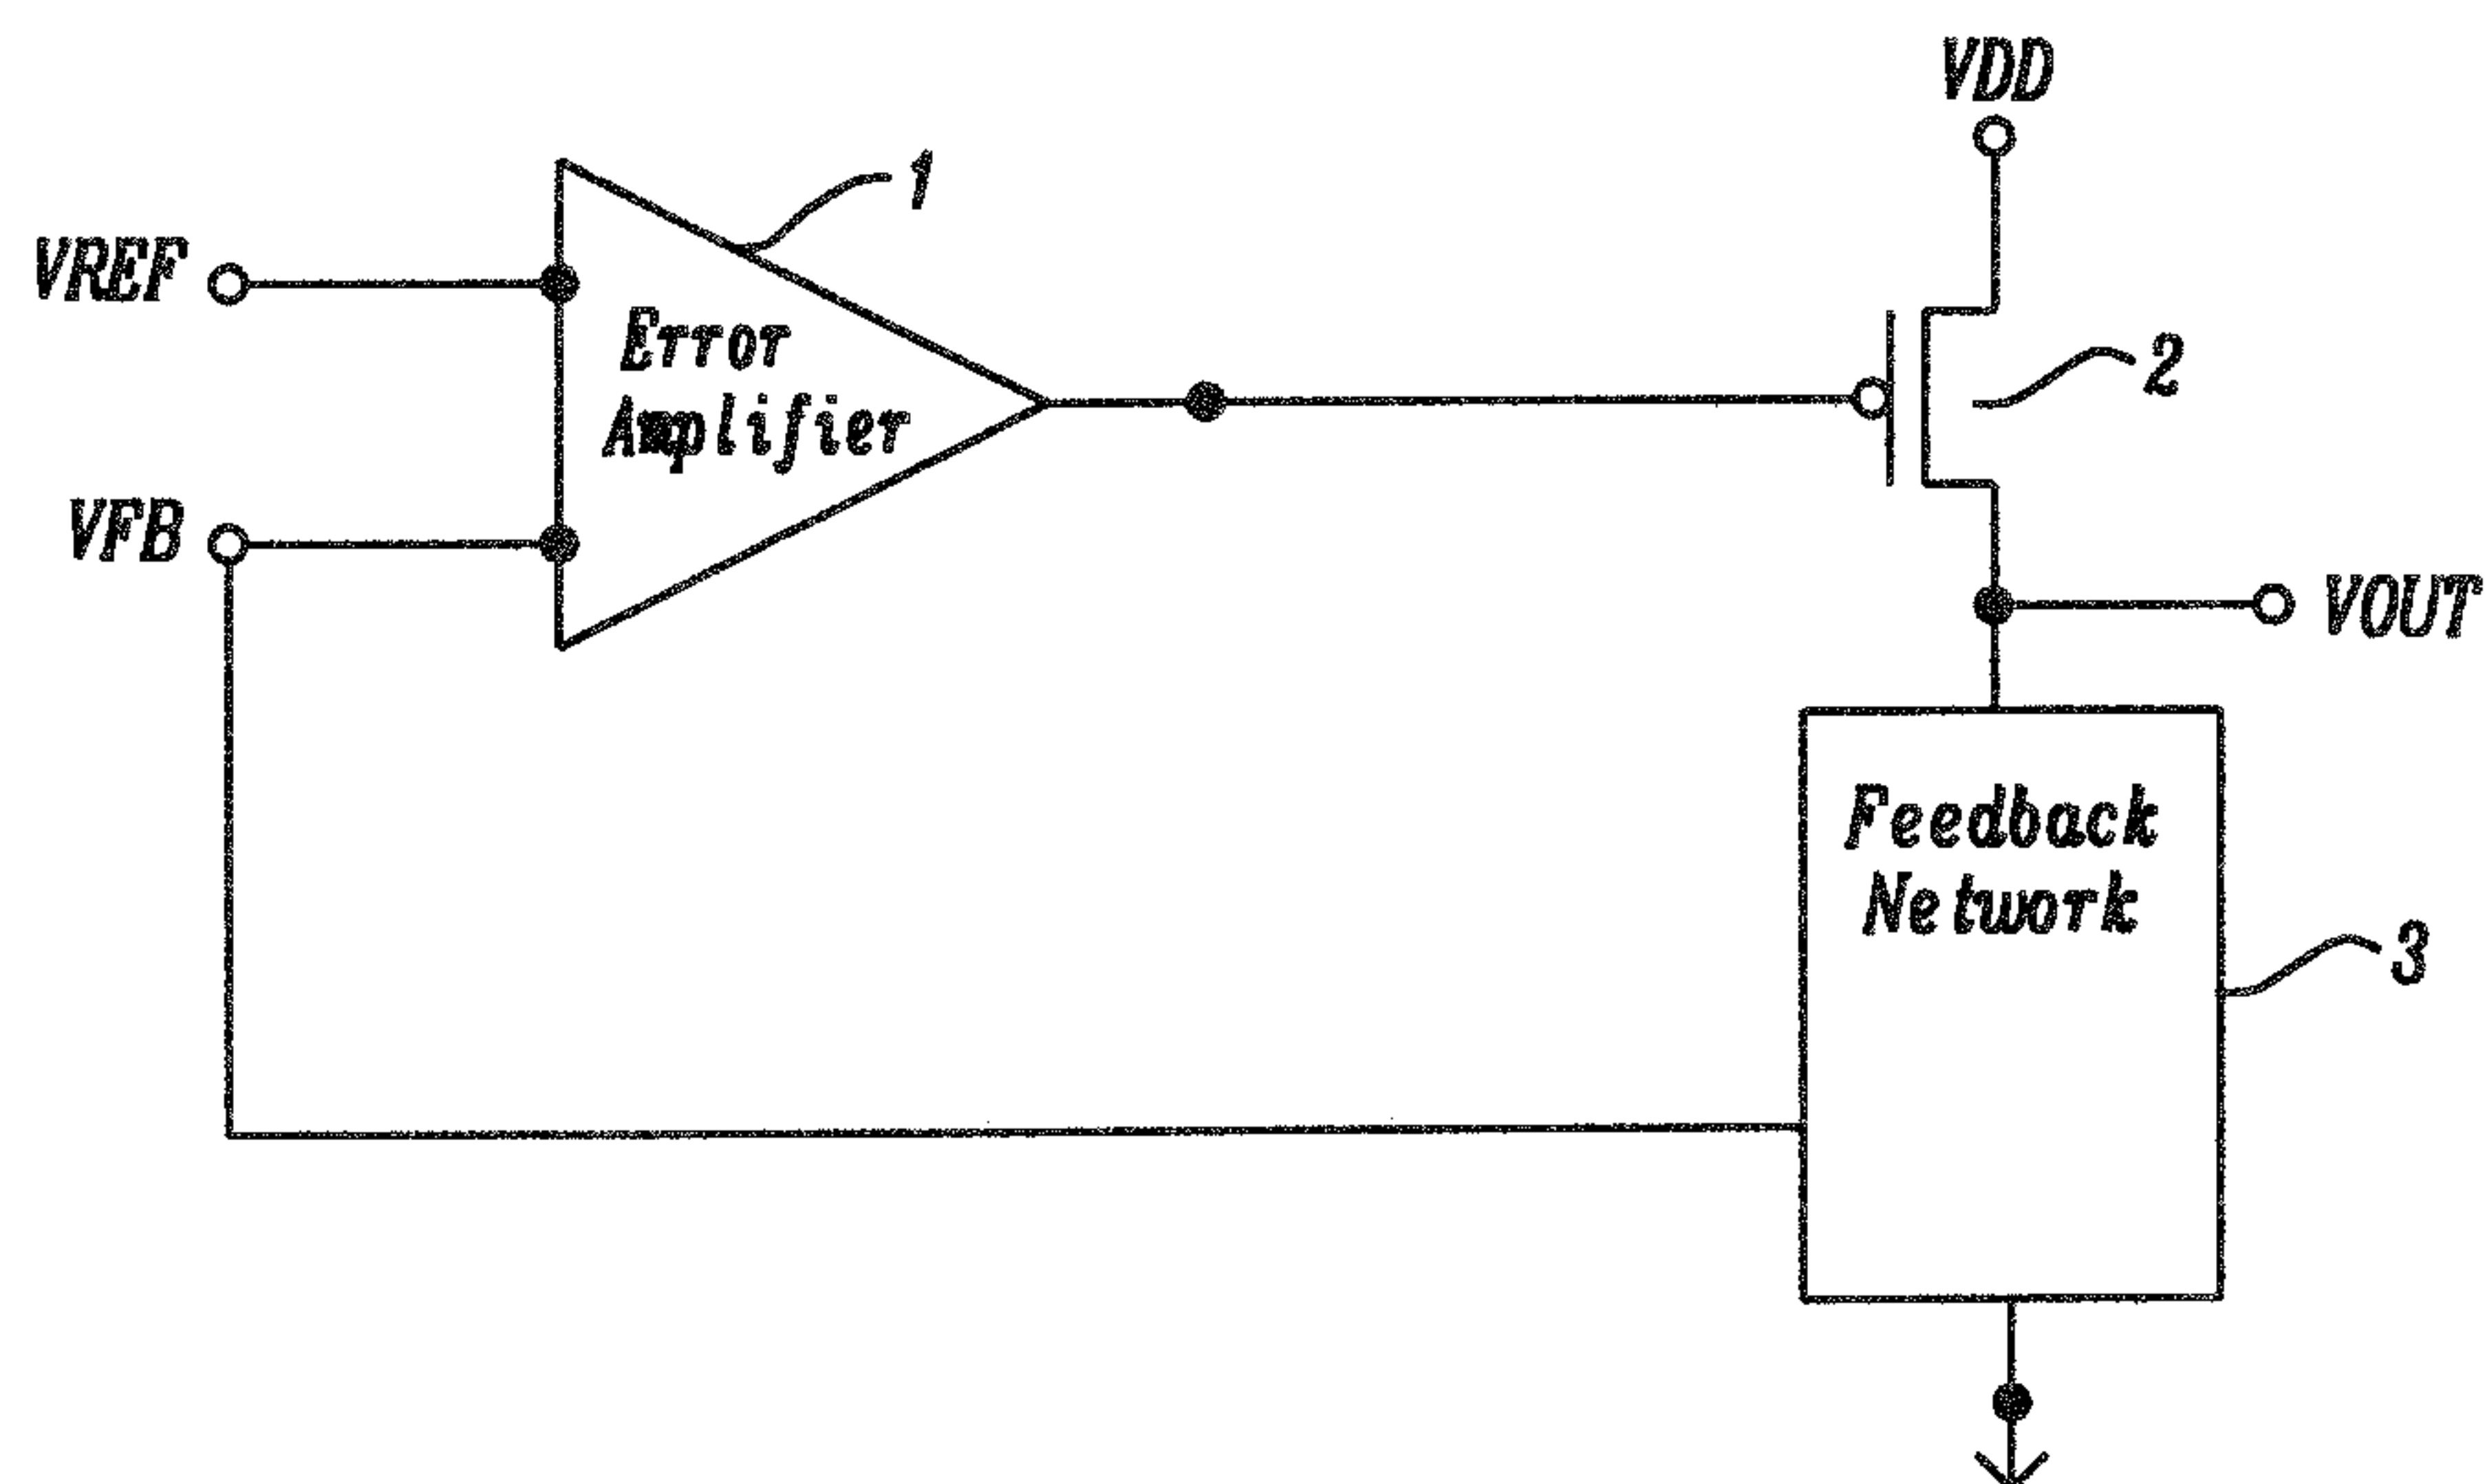 VDD
1
VREF
Error
Amplifier
2
VFB
VOUT
Feedback
Network
3